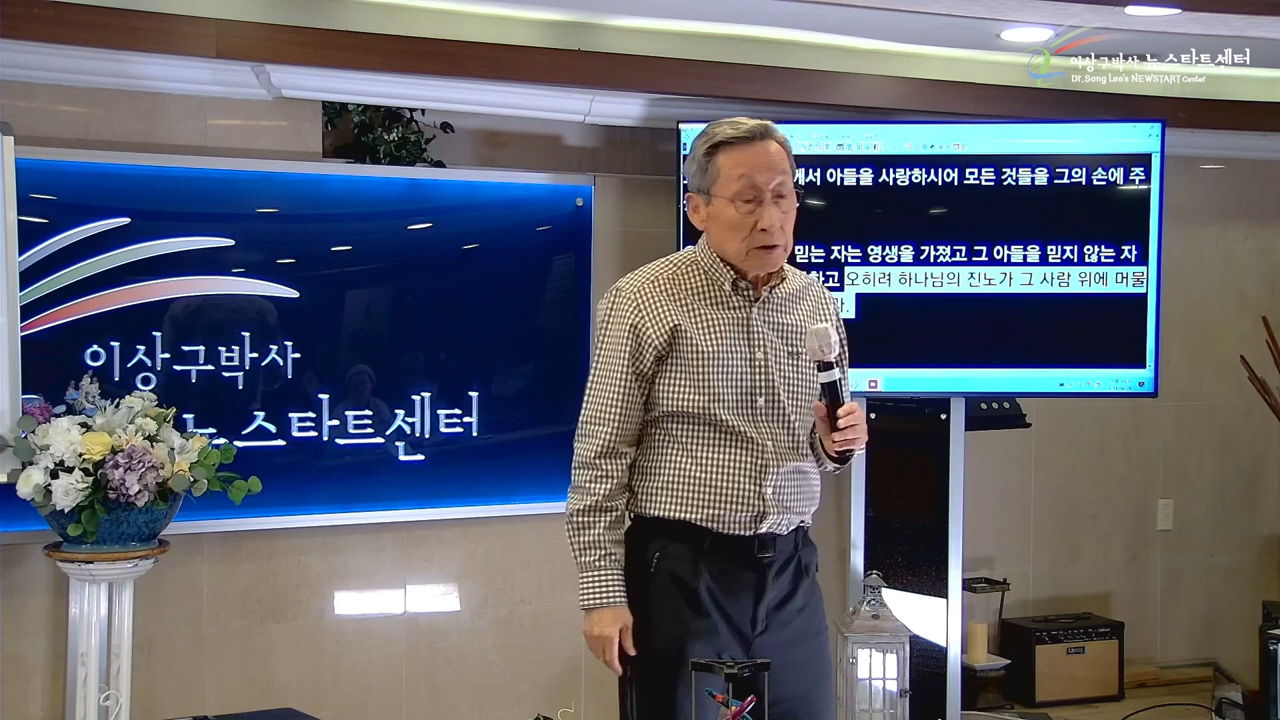 이상구박사 뉴스타트센터
Dr. Sang Lee's NEWSTART Center
께서 아들을 사랑하시어 모든 것들을 그의 손에 주
믿는 자는 영생을 가졌고 그 아들을 믿지 않는 자
하고 오히려 하나님의 진노가 그 사람 위에 머물
이상구박사
뉴스타트센터